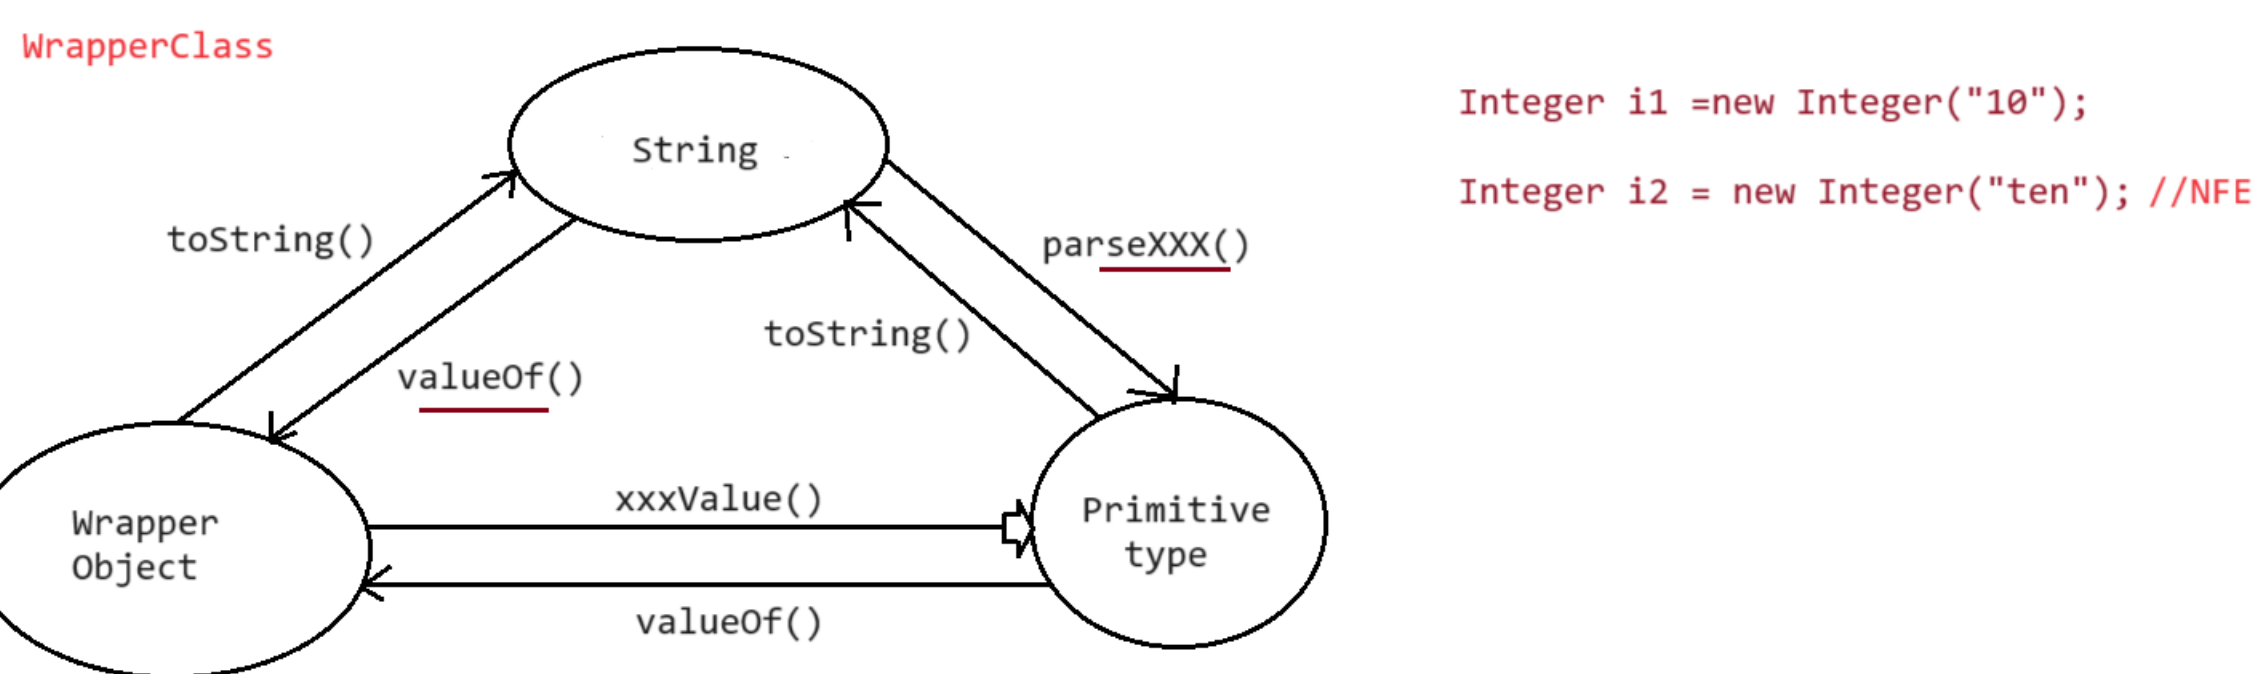 WrapperClass
String
Integer i1 =new Integer("10");
Integer i2 = new Integer("ten"); //NFE
toString()
parseXXX()
toString()
valueOf()
xxxValue()
Wrapper
Object
Primitive
type
valueOf()